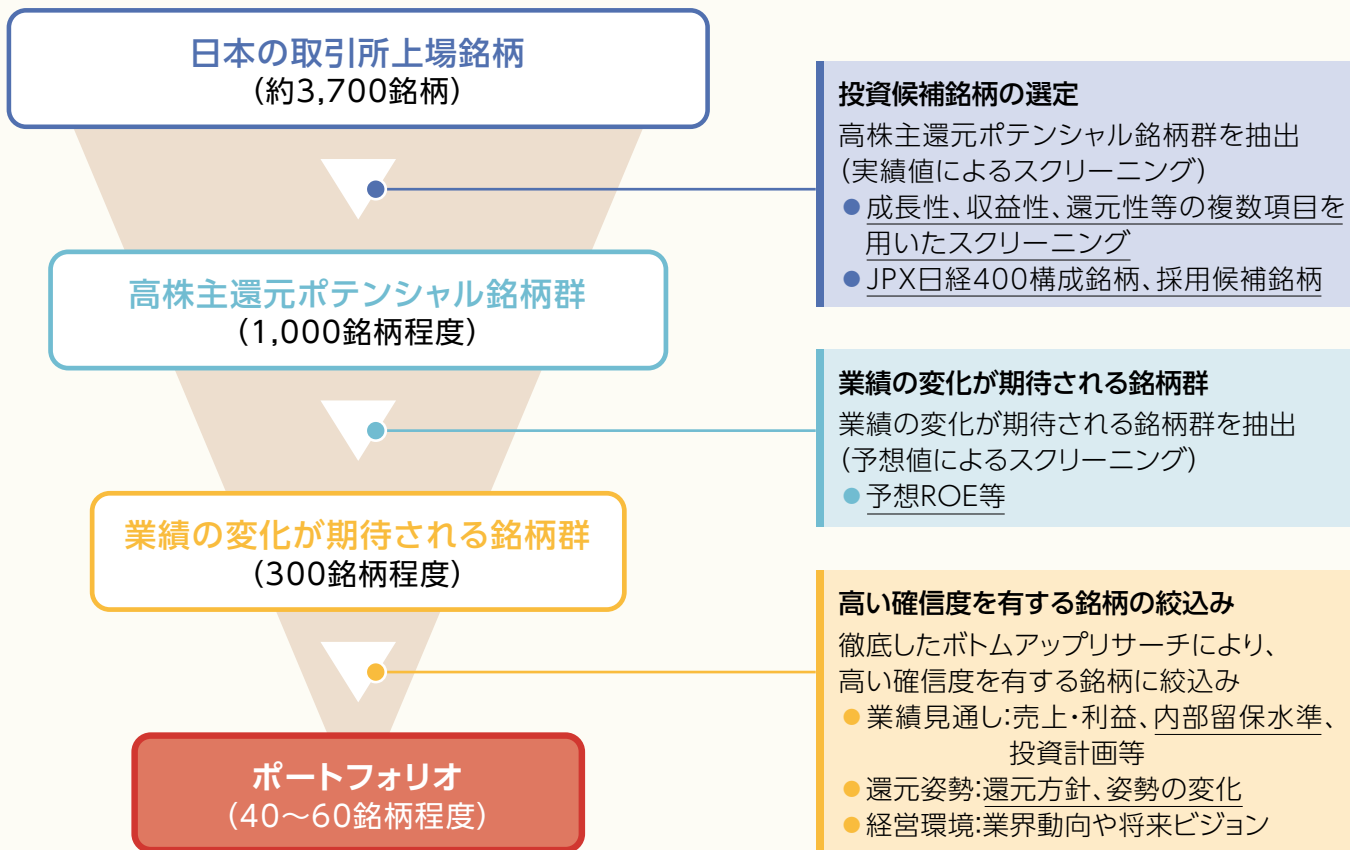 日本の取引所上場銘柄
(約3,700銘柄)
高株主還元ポテンシャル銘柄群
(1,000銘柄程度)
業績の変化が期待される銘柄群
(300銘柄程度)
ポートフォリオ
(40〜60銘柄程度)
投資候補銘柄の選定
高株主還元ポテンシャル銘柄群を抽出
(実績値によるスクリーニング)
●成長性、収益性、還元性等の複数項目を
用いたスクリーニング
●JPX日経400構成銘柄、採用候補銘柄
業績の変化が期待される銘柄群
業績の変化が期待される銘柄群を抽出
(予想値によるスクリーニング)
●予想ROE等
高い確信度を有する銘柄の絞込み
徹底したボトムアップリサーチにより、
高い確信度を有する銘柄に絞込み
●業績見通し:売上・利益、内部留保水準、
投資計画等
●還元姿勢:還元方針、姿勢の変化
●経営環境:業界動向や将来ビジョン